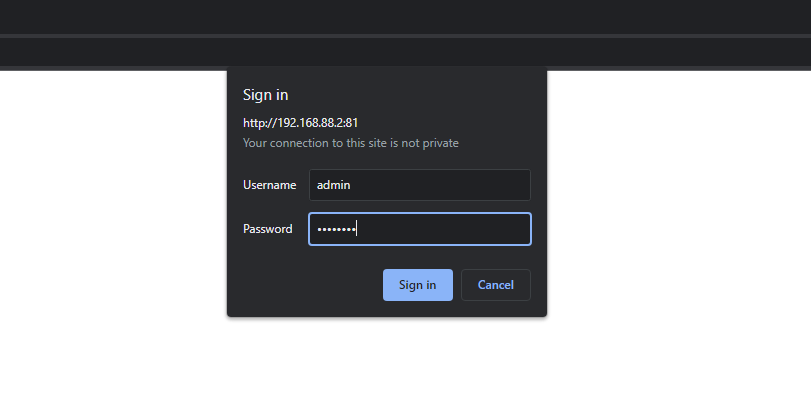 Sign in
http://192.168.88.2:81
Your connection to this site is not private
Username admin
Password ••••••••
Sign in Cancel